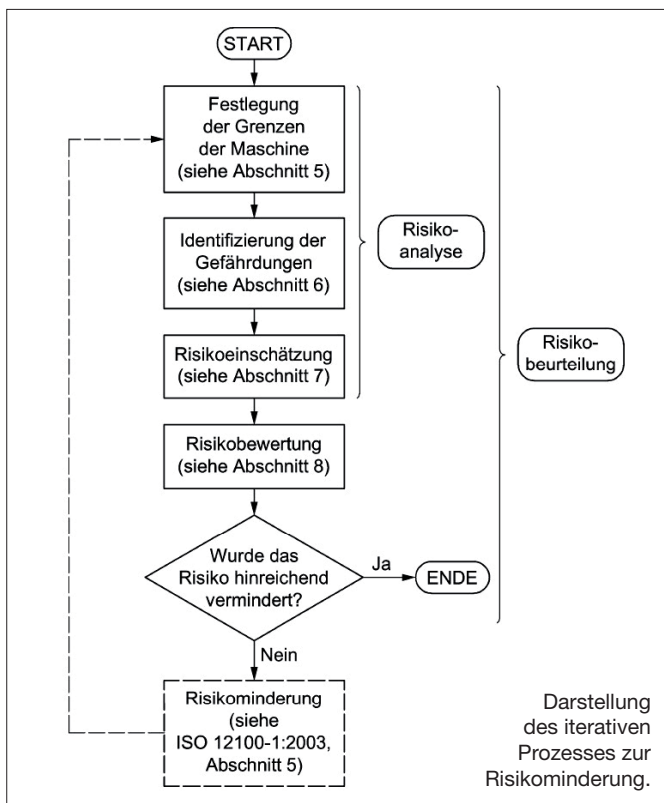 START
Festlegung
der Grenzen
der Maschine
(siehe Abschnitt 5)
Identifizierung der
Gefährdungen
(siehe Abschnitt 6)
Risikoeinschätzung
(siehe Abschnitt 7)
Risiko-
analyse
Risikobewertung
(siehe Abschnitt 8)
Risiko-
beurteilung
Wurde das
Risiko hinreichend
vermindert?
Ja
ENDE
Nein
Risikominderung
(siehe
ISO 12100-1:2003,
Abschnitt 5)
Darstellung
des iterativen
Prozesses zur
Risikominderung.